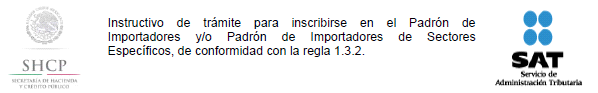 Instructivo de trámite para inscribirse en el Padrón de
Importadores y/o Padrón de Importadores de Sectores
Específicos, de conformidad con la regla 1.3.2.
SHCP
SECRETARÍA DE HACIENDA
Y CRÉDITO PÚBLICO
SAT
Servicio de
Administración Tributaria